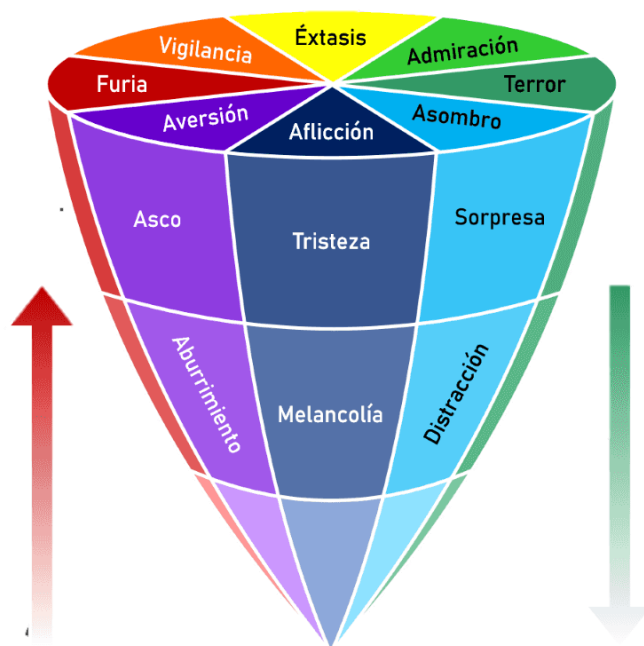 Éxtasis
Vigilancia
Admiración
Furia
Terror
Aversión
Asombro
Aflicción
Asco
Tristeza
Sorpresa
Aburrimiento
Melancolía
Distracción